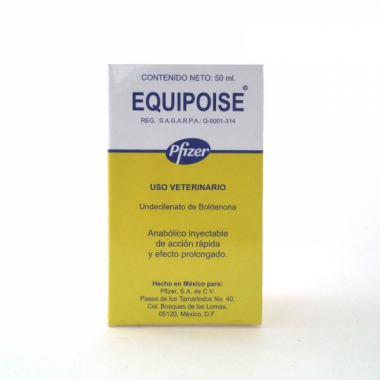 CONTENIDO NETO: 50 ml.
EQUIPOISE®
REG. S.A.G.A.R.P.A.: Q-0001-314
Pfizer
USO VETERINARIO
Undecilenato de Boldenona
Anabólico inyectable
de acción rápida
y efecto prolongado.
Hecho en México para:
Pfizer, S.A. de C.V.
Paseo de los Tamarindos No. 40,
Col. Bosques de las Lomas,
05120, México, D.F.